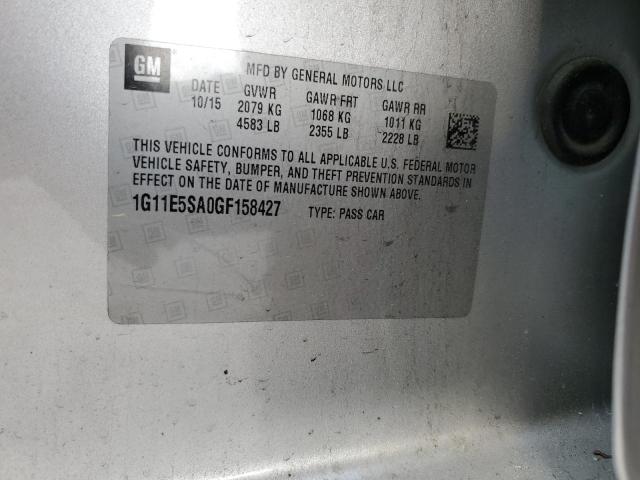 GM
MFD BY GENERAL MOTORS LLC
DATE GVWR GAWR FRT GAWR RR
10/15 2079 KG 1068 KG 1011 KG
4583 LB 2355 LB 2228 LB
THIS VEHICLE CONFORMS TO ALL APPLICABLE U.S. FEDERAL MOTOR
VEHICLE SAFETY, BUMPER, AND THEFT PREVENTION STANDARDS IN
EFFECT ON THE DATE OF MANUFACTURE SHOWN ABOVE.
1G11E5SA0GF158427 TYPE: PASS CAR